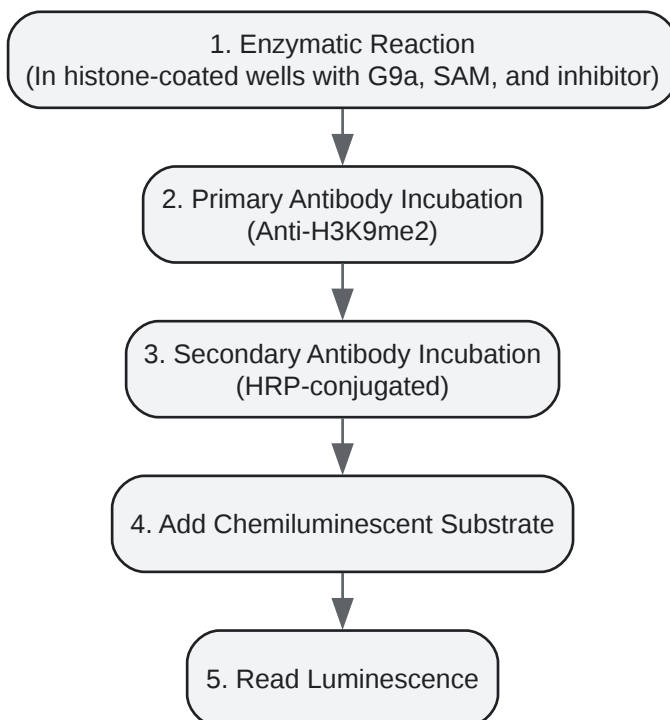 1. Enzymatic Reaction
(In histone-coated wells with G9a, SAM, and inhibitor)
2. Primary Antibody Incubation
(Anti-H3K9me2)
3. Secondary Antibody Incubation
(HRP-conjugated)
4. Add Chemiluminescent Substrate
5. Read Luminescence